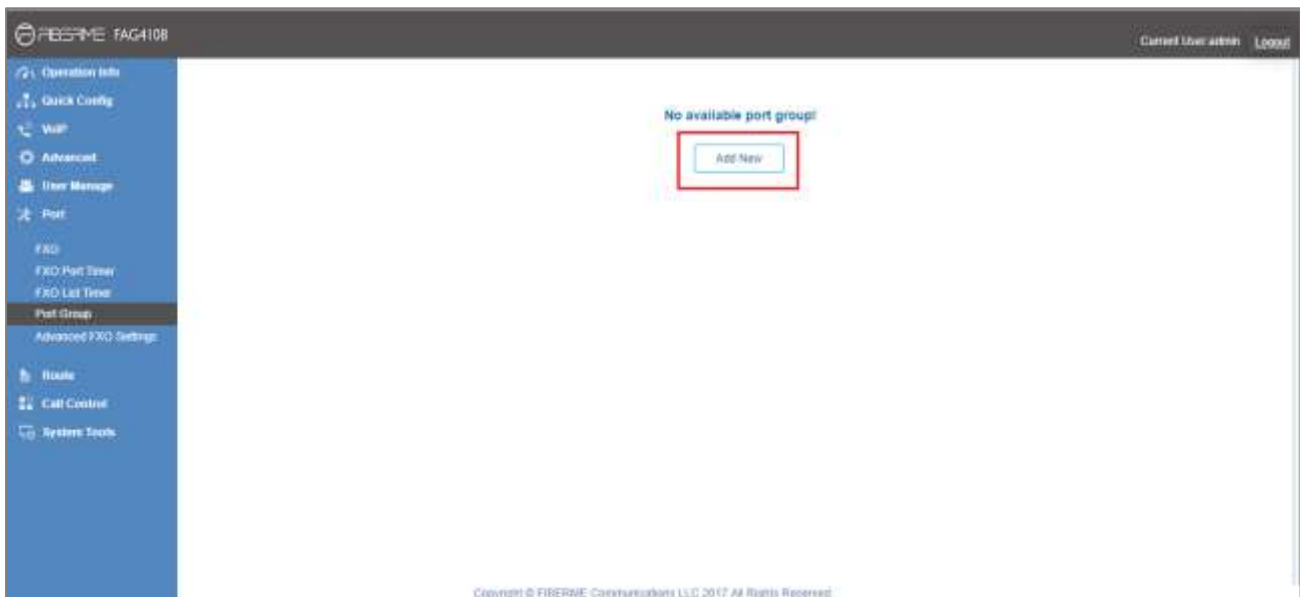 FIBERME FAG4108
Current User:admin Logout
Operation Info
Quick Config
VoIP
Advanced
User Manage
Port
FXO
FXO Port Timer
FXO List Timer
Port Group
Advanced FXO Settings
Route
Call Control
System Tools
No available port group!
Add New
Copyright © FIBERME Communications LLC 2017 All Rights Reserved.